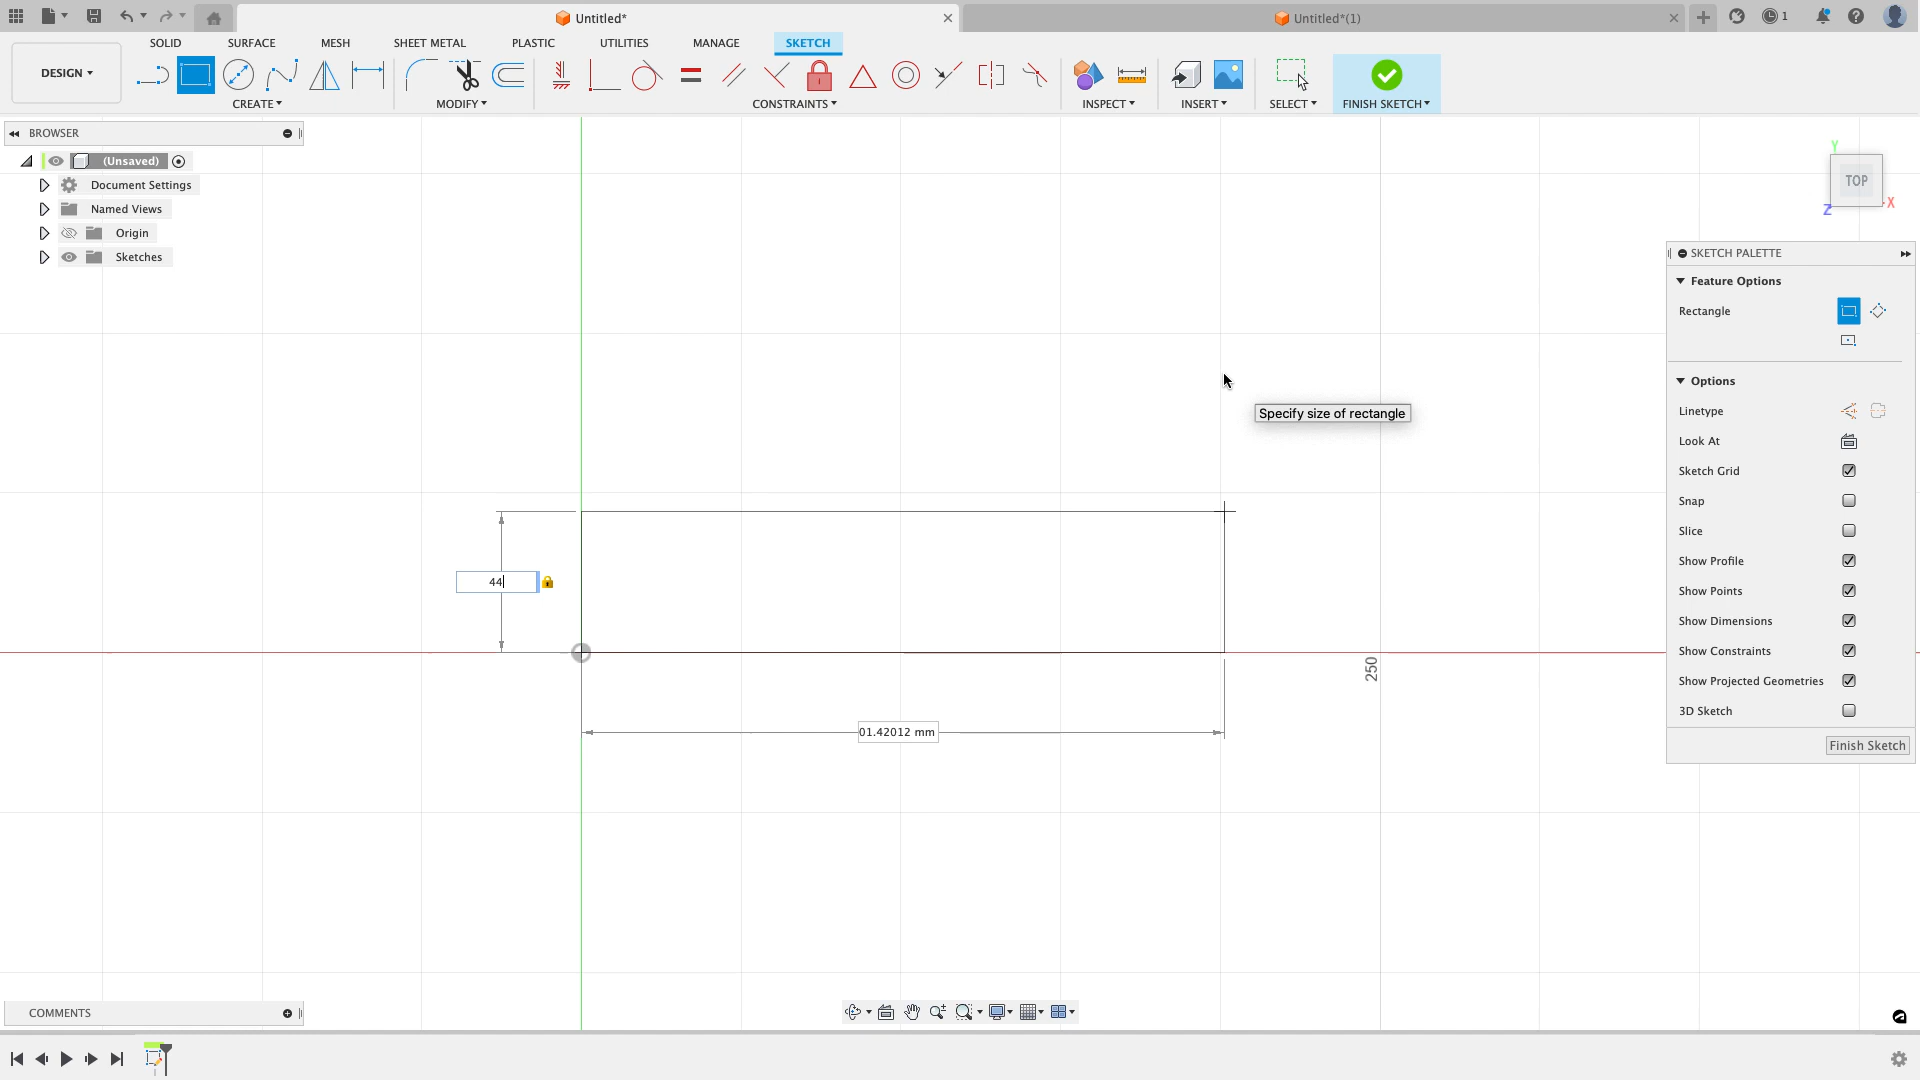 Untitled*
Untitled*(1)
1
SOLID
SURFACE
MESH
SHEET METAL
PLASTIC
UTILITIES
MANAGE
SKETCH
DESIGN
CREATE
MODIFY
CONSTRAINTS
INSPECT
INSERT
SELECT
FINISH SKETCH
BROWSER
(Unsaved)
Document Settings
Named Views
Origin
Sketches
Y
TOP
Z
X
SKETCH PALETTE
Feature Options
Rectangle
Options
Linetype
Look At
Sketch Grid
Snap
Slice
Show Profile
Show Points
Show Dimensions
Show Constraints
Show Projected Geometries
3D Sketch
Finish Sketch
Specify size of rectangle
44
250
01.42012 mm
COMMENTS